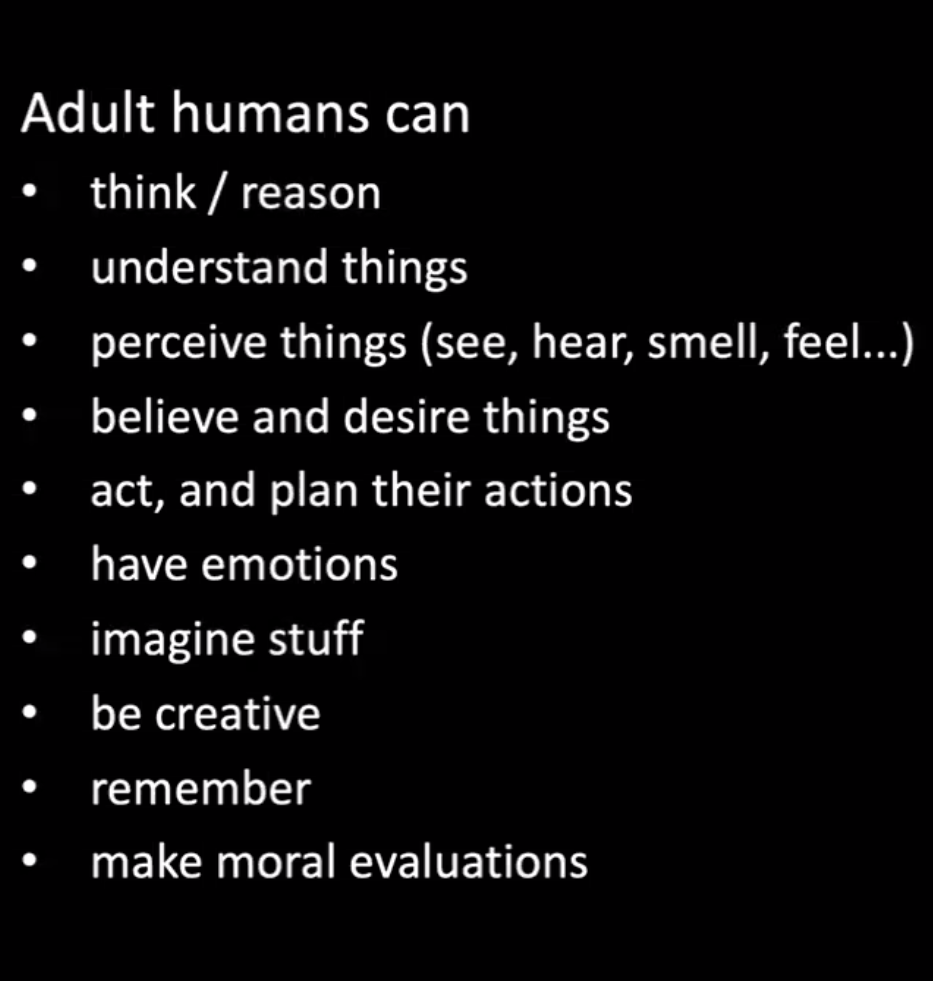 Adult humans can
• think / reason
• understand things
• perceive things (see, hear, smell, feel...)
• believe and desire things
• act, and plan their actions
• have emotions
• imagine stuff
• be creative
• remember
• make moral evaluations